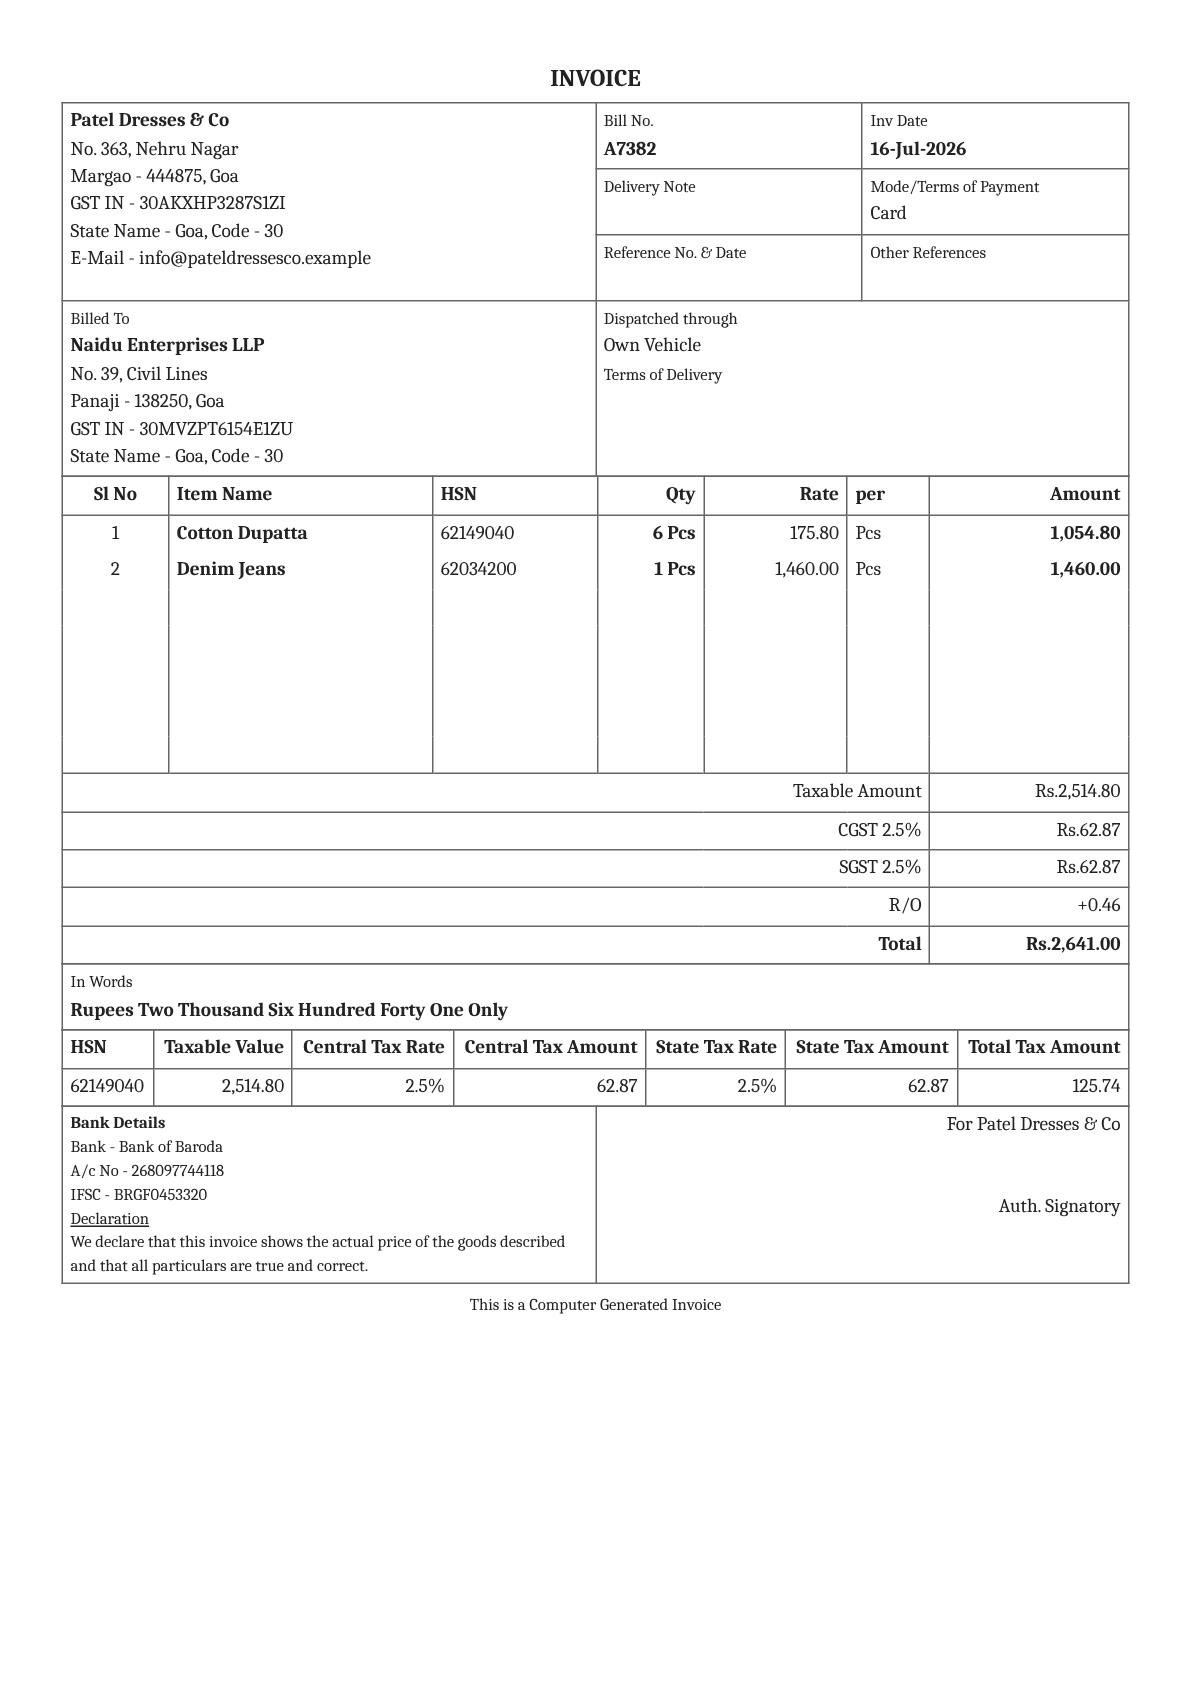 INVOICE
Patel Dresses & Co
No. 363, Nehru Nagar
Margao - 444875, Goa
GST IN - 30AKXHP3287S1ZI
State Name - Goa, Code - 30
E-Mail - info@pateldressesco.example
Bill No.
A7382
Inv Date
16-Jul-2026
Delivery Note
Mode/Terms of Payment
Card
Reference No. & Date
Other References
Billed To
Naidu Enterprises LLP
No. 39, Civil Lines
Panaji - 138250, Goa
GST IN - 30MVZPT6154E1ZU
State Name - Goa, Code - 30
Dispatched through
Own Vehicle
Terms of Delivery
Sl No Item Name HSN Qty Rate per Amount
1 Cotton Dupatta 62149040 6 Pcs 175.80 Pcs 1,054.80
2 Denim Jeans 62034200 1 Pcs 1,460.00 Pcs 1,460.00
Taxable Amount Rs.2,514.80
CGST 2.5% Rs.62.87
SGST 2.5% Rs.62.87
R/O +0.46
Total Rs.2,641.00
In Words
Rupees Two Thousand Six Hundred Forty One Only
HSN Taxable Value Central Tax Rate Central Tax Amount State Tax Rate State Tax Amount Total Tax Amount
62149040 2,514.80 2.5% 62.87 2.5% 62.87 125.74
Bank Details
Bank - Bank of Baroda
A/c No - 268097744118
IFSC - BRGF0453320
Declaration
We declare that this invoice shows the actual price of the goods described
and that all particulars are true and correct.
For Patel Dresses & Co
Auth. Signatory
This is a Computer Generated Invoice